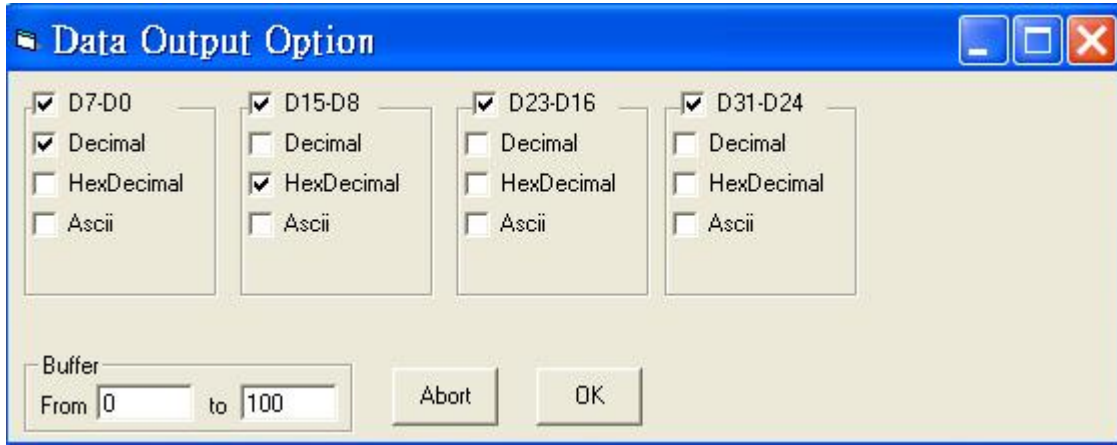 Data Output Option
D7-D0
Decimal
HexDecimal
Ascii
D15-D8
Decimal
HexDecimal
Ascii
D23-D16
Decimal
HexDecimal
Ascii
D31-D24
Decimal
HexDecimal
Ascii
Buffer
From 0 to 100
Abort
OK